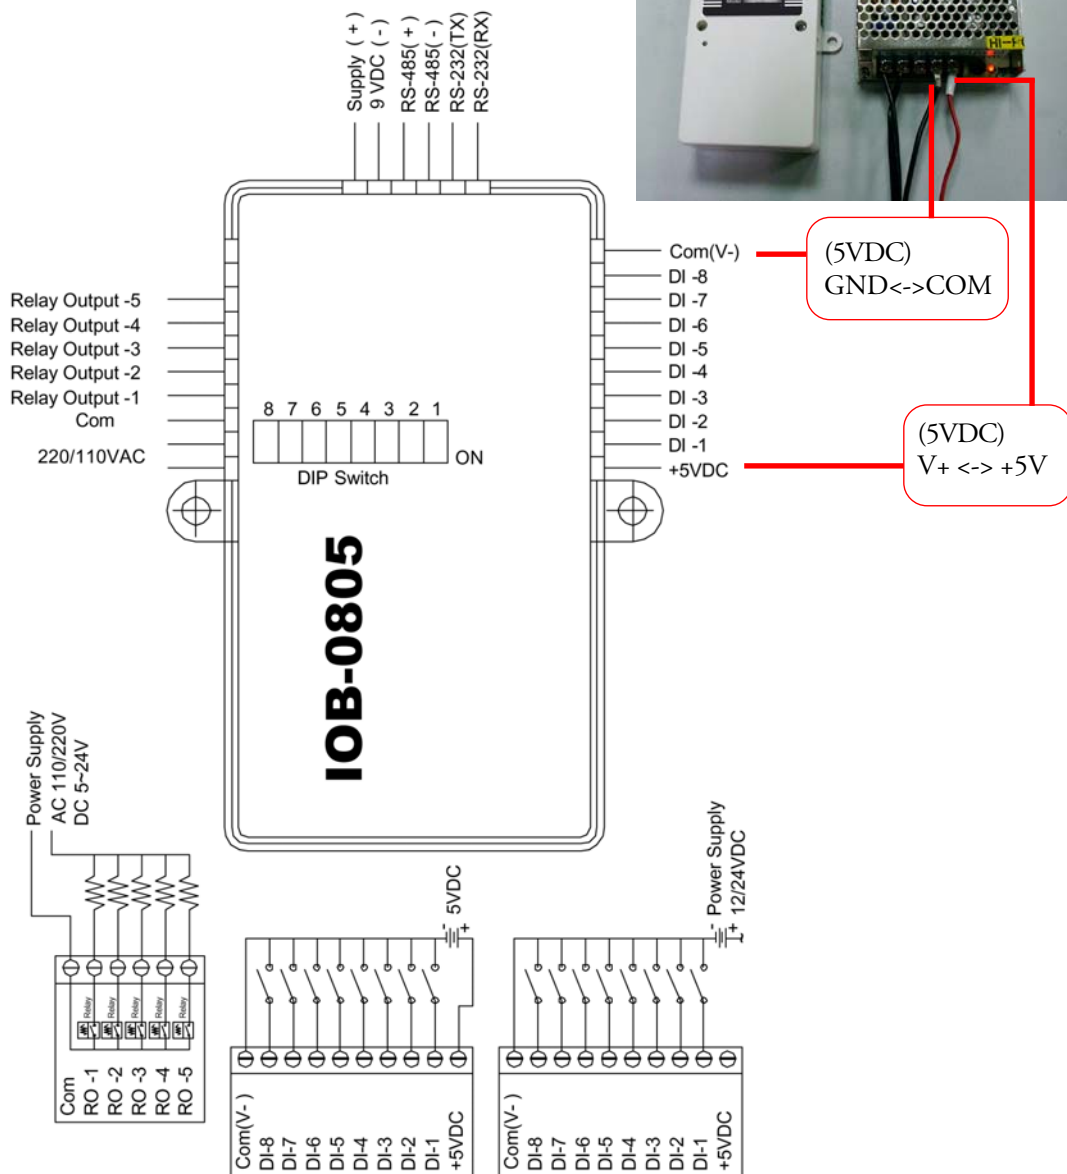 Supply ( + )
9 VDC ( - )
RS-485( + )
RS-485( - )
RS-232(TX)
RS-232(RX)
Com(V-)
DI -8
DI -7
DI -6
DI -5
DI -4
DI -3
DI -2
DI -1
+5VDC
(5VDC)
GND<->COM
(5VDC)
V+ <-> +5V
Relay Output -5
Relay Output -4
Relay Output -3
Relay Output -2
Relay Output -1
Com
220/110VAC
8 7 6 5 4 3 2 1
ON
DIP Switch
IOB-0805
Power Supply
AC 110/220V
DC 5~24V
Relay
Relay
Relay
Relay
Relay
Com
RO -1
RO -2
RO -3
RO -4
RO -5
- +
5VDC
Com(V- )
DI-8
DI-7
DI-6
DI-5
DI-4
DI-3
DI-2
DI-1
+5VDC
- +
Power Supply
12/24VDC
Com(V- )
DI-8
DI-7
DI-6
DI-5
DI-4
DI-3
DI-2
DI-1
+5VDC